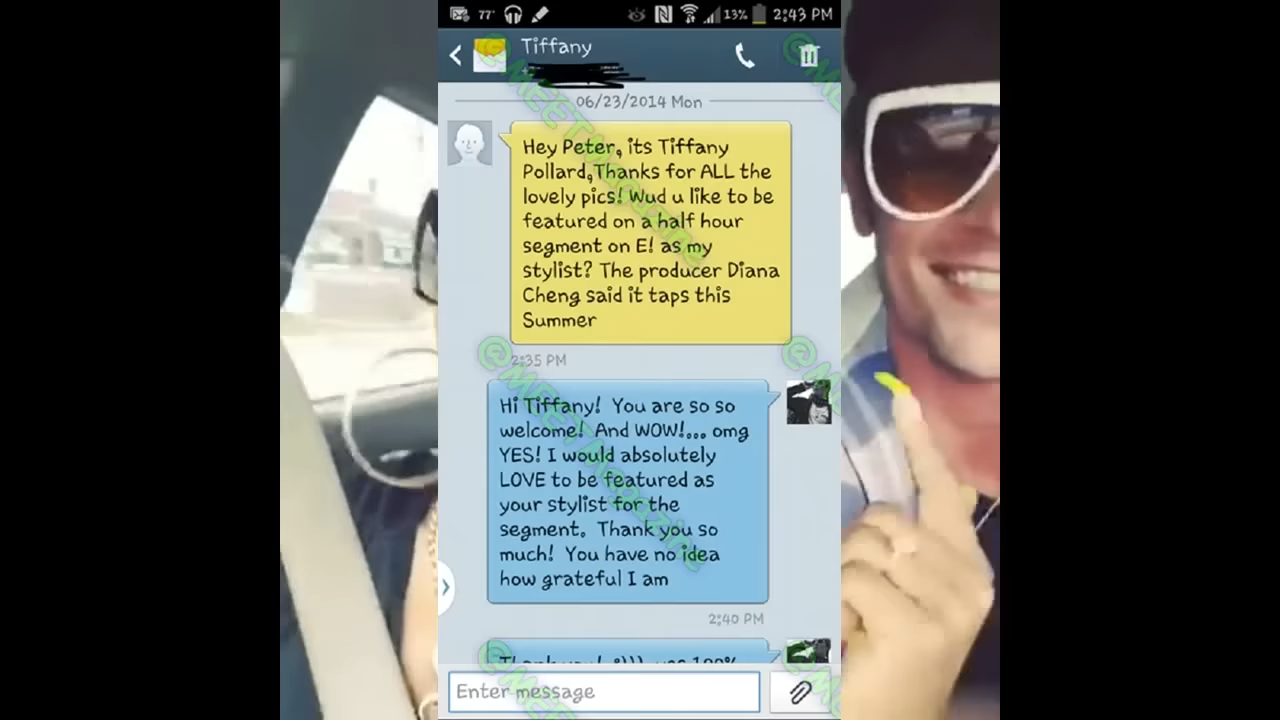 77°
13%
2:43 PM
Tiffany
06/23/2014 Mon
Hey Peter, its Tiffany
Pollard,Thanks for ALL the
lovely pics! Wud u like to be
featured on a half hour
segment on E! as my
stylist? The producer Diana
Cheng said it taps this
Summer
2:35 PM
Hi Tiffany! You are so so
welcome! And WOW!... omg
YES! I would absolutely
LOVE to be featured as
your stylist for the
segment. Thank you so
much! You have no idea
how grateful I am
2:40 PM
Enter message
@MEETMagazine
@MEETMagazine